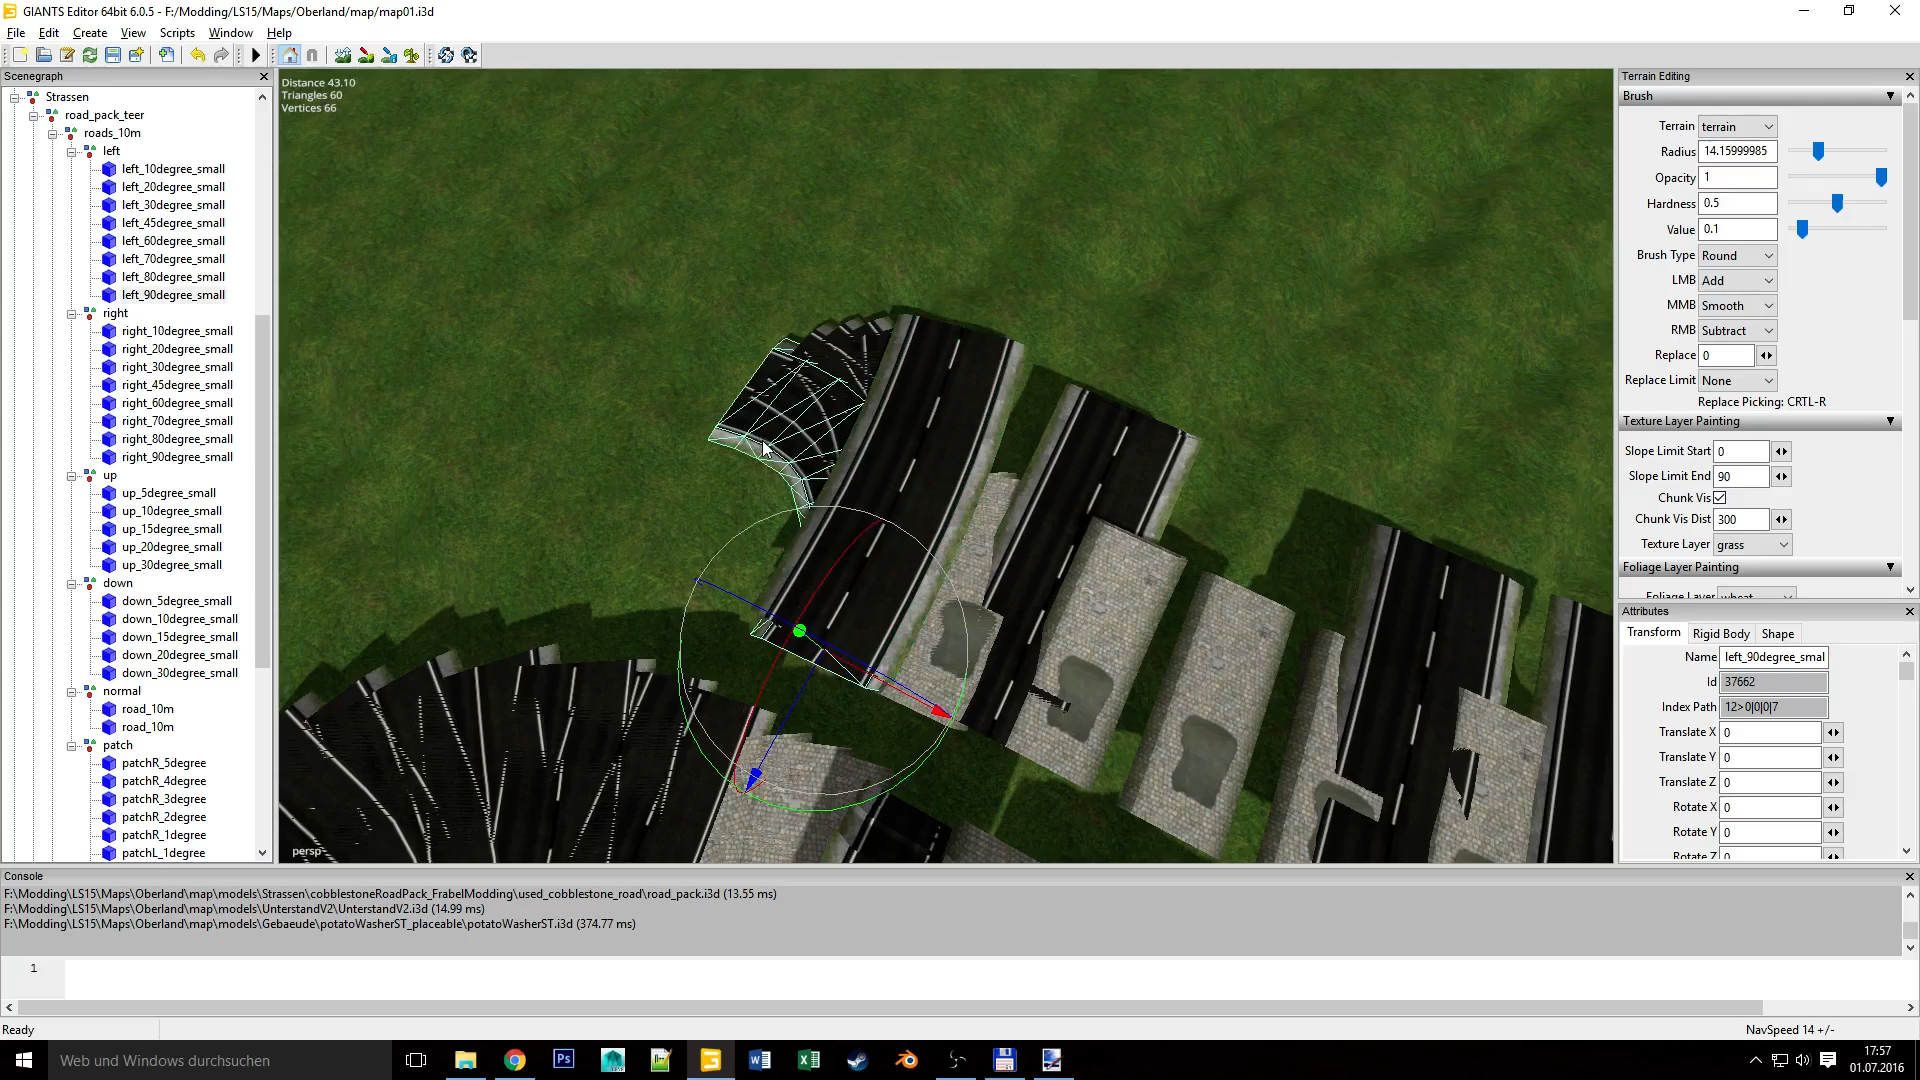 GIANTS Editor 64bit 6.0.5 - F:/Modding/LS15/Maps/Oberland/map/map01.i3d
File Edit Create View Scripts Window Help
Scenegraph
Strassen
road_pack_teer
roads_10m
left
left_10degree_small
left_20degree_small
left_30degree_small
left_45degree_small
left_60degree_small
left_70degree_small
left_80degree_small
left_90degree_small
right
right_10degree_small
right_20degree_small
right_30degree_small
right_45degree_small
right_60degree_small
right_70degree_small
right_80degree_small
right_90degree_small
up
up_5degree_small
up_10degree_small
up_15degree_small
up_20degree_small
up_30degree_small
down
down_5degree_small
down_10degree_small
down_15degree_small
down_20degree_small
down_30degree_small
normal
road_10m
road_10m
patch
patchR_5degree
patchR_4degree
patchR_3degree
patchR_2degree
patchR_1degree
patchL_1degree
Distance 43.10
Triangles 60
Vertices 66
persp
Terrain Editing
Brush
Terrain terrain
Radius 14.15999985
Opacity 1
Hardness 0.5
Value 0.1
Brush Type Round
LMB Add
MMB Smooth
RMB Subtract
Replace 0
Replace Limit None
Replace Picking: CRTL-R
Texture Layer Painting
Slope Limit Start 0
Slope Limit End 90
Chunk Vis
Chunk Vis Dist 300
Texture Layer grass
Foliage Layer Painting
Foliage Layer wheat
Attributes
Transform Rigid Body Shape
Name left_90degree_smal
Id 37662
Index Path 12>0|0|0|7
Translate X 0
Translate Y 0
Translate Z 0
Rotate X 0
Rotate Y 0
Rotate Z 0
Console
F:\Modding\LS15\Maps\Oberland\map\models\Strassen\cobblestoneRoadPack_FrabelModding\used_cobblestone_road\road_pack.i3d (13.55 ms)
F:\Modding\LS15\Maps\Oberland\map\models\UnterstandV2\UnterstandV2.i3d (14.99 ms)
F:\Modding\LS15\Maps\Oberland\map\models\Gebaeude\potatoWasherST_placeable\potatoWasherST.i3d (374.77 ms)
1
Ready
NavSpeed 14 +/-
Web und Windows durchsuchen
Ps
17:57
01.07.2016